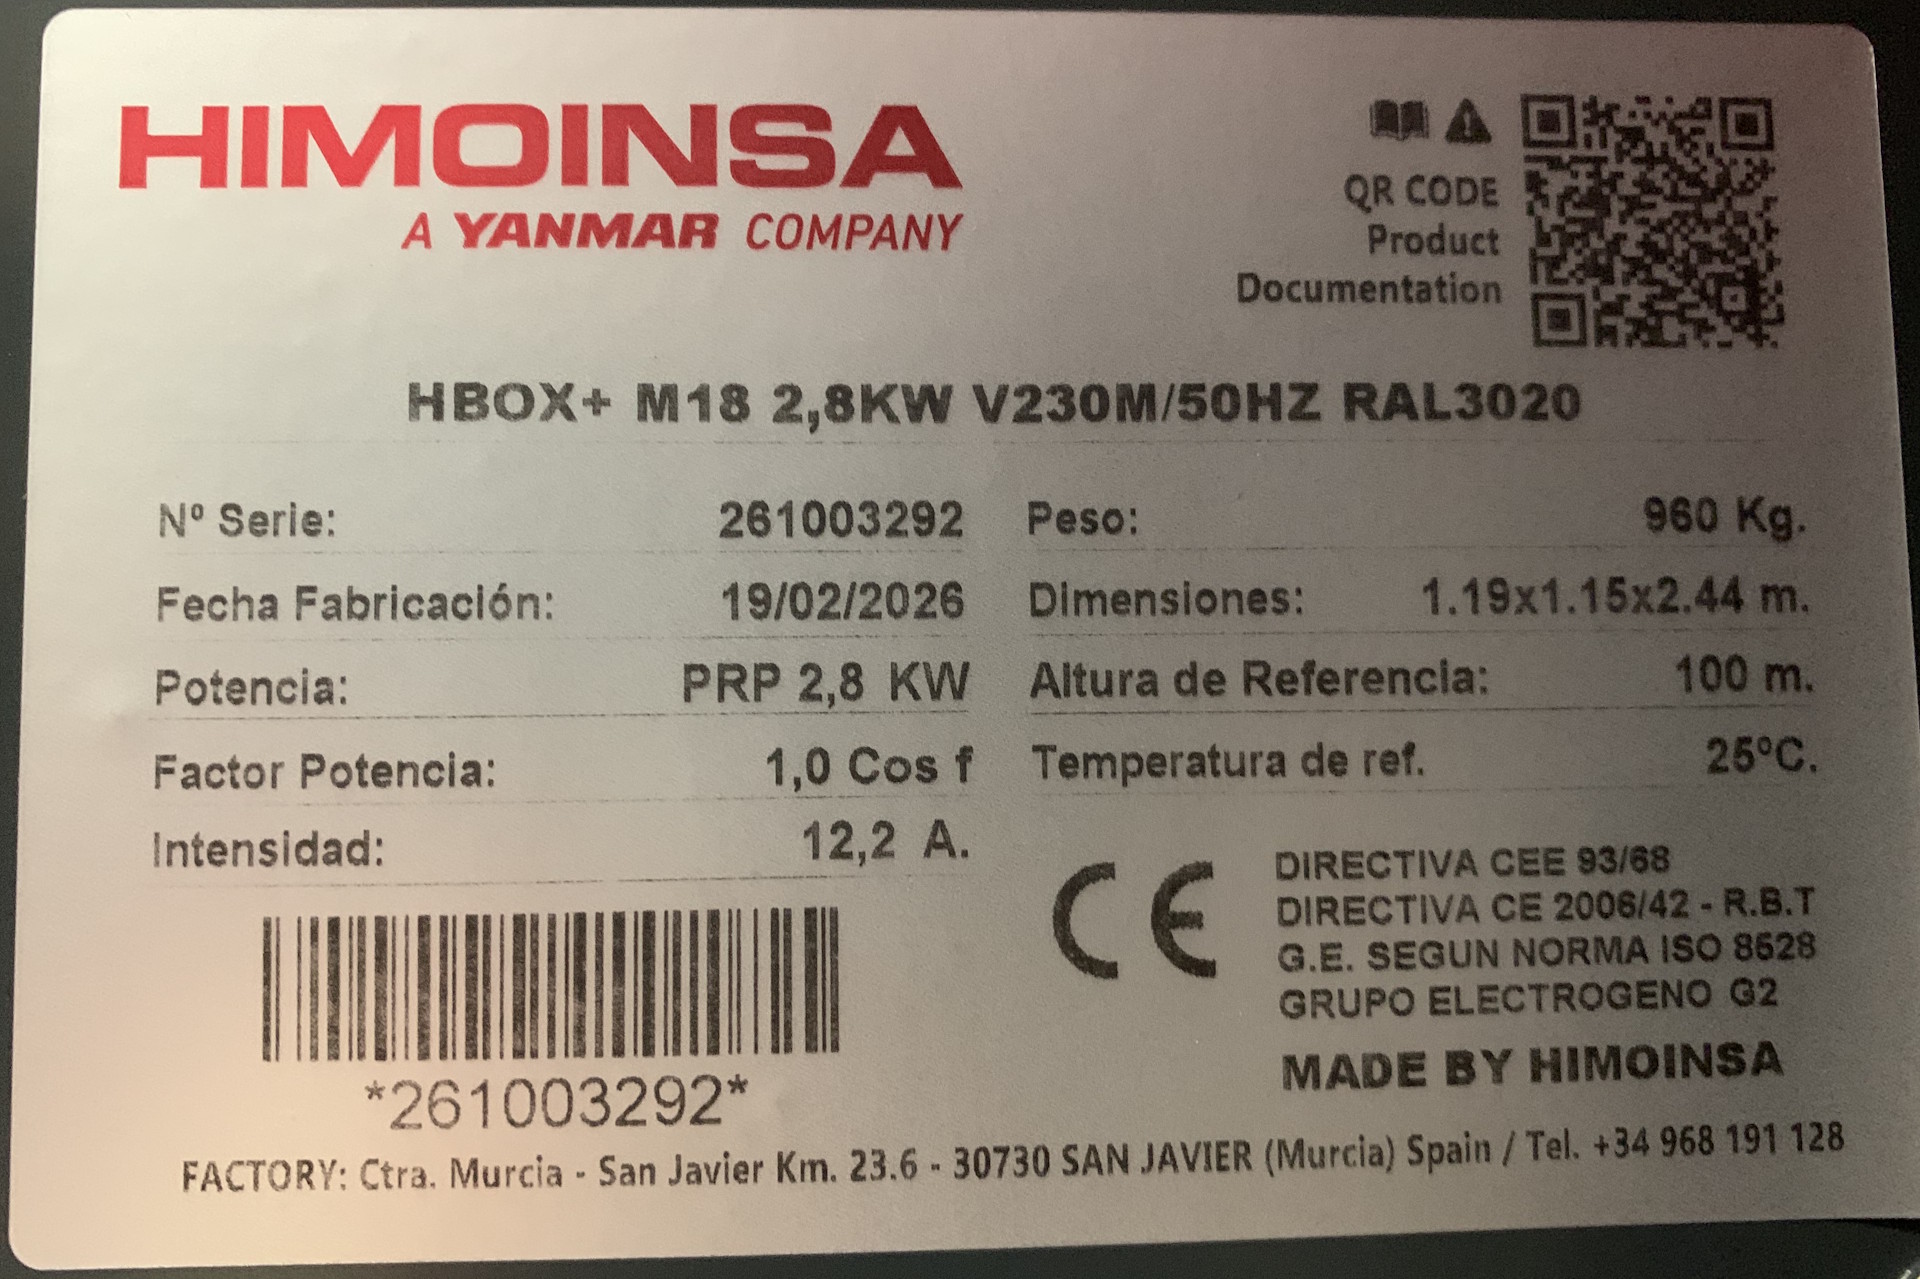 HIMOINSA
A YANMAR COMPANY
QR CODE
Product
Documentation
HBOX+ M18 2,8KW V230M/50HZ RAL3020
Nº Serie: 261003292 Peso: 960 Kg.
Fecha Fabricación: 19/02/2026 Dimensiones: 1.19x1.15x2.44 m.
Potencia: PRP 2,8 KW Altura de Referencia: 100 m.
Factor Potencia: 1,0 Cos f Temperatura de ref. 25ºC.
Intensidad: 12,2 A.
CE
DIRECTIVA CEE 93/68
DIRECTIVA CE 2006/42 - R.B.T
G.E. SEGUN NORMA ISO 8528
GRUPO ELECTROGENO G2
MADE BY HIMOINSA
*261003292*
FACTORY: Ctra. Murcia - San Javier Km. 23.6 - 30730 SAN JAVIER (Murcia) Spain / Tel. +34 968 191 128